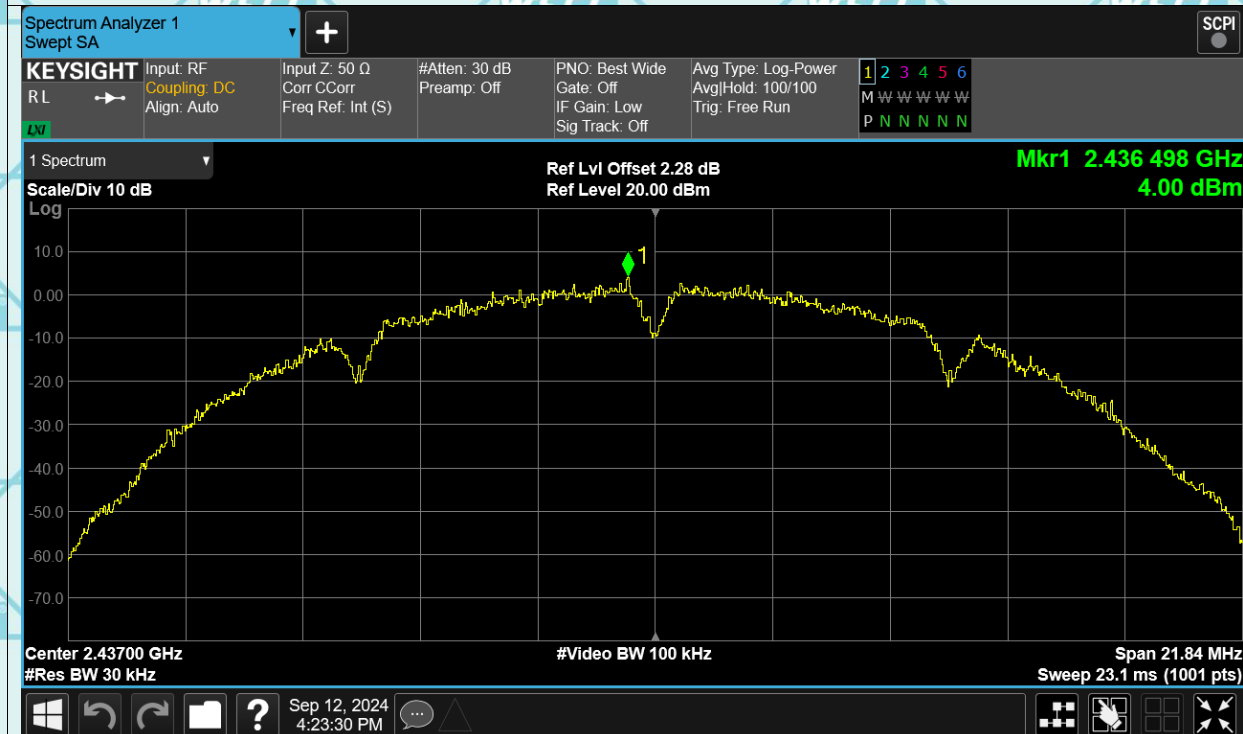 Spectrum Analyzer 1
Swept SA
+
SCPI
KEYSIGHT
RL
LXI
Input: RF
Coupling: DC
Align: Auto
Input Z: 50 Ω
Corr CCorr
Freq Ref: Int (S)
#Atten: 30 dB
Preamp: Off
PNO: Best Wide
Gate: Off
IF Gain: Low
Sig Track: Off
Avg Type: Log-Power
Avg|Hold: 100/100
Trig: Free Run
1 2 3 4 5 6
M W W W W W
P N N N N N
1 Spectrum
Scale/Div 10 dB
Log
Ref Lvl Offset 2.28 dB
Ref Level 20.00 dBm
Mkr1 2.436 498 GHz
4.00 dBm
1
10.0
0.00
-10.0
-20.0
-30.0
-40.0
-50.0
-60.0
-70.0
Center 2.43700 GHz
#Res BW 30 kHz
#Video BW 100 kHz
Span 21.84 MHz
Sweep 23.1 ms (1001 pts)
?
Sep 12, 2024
4:23:30 PM